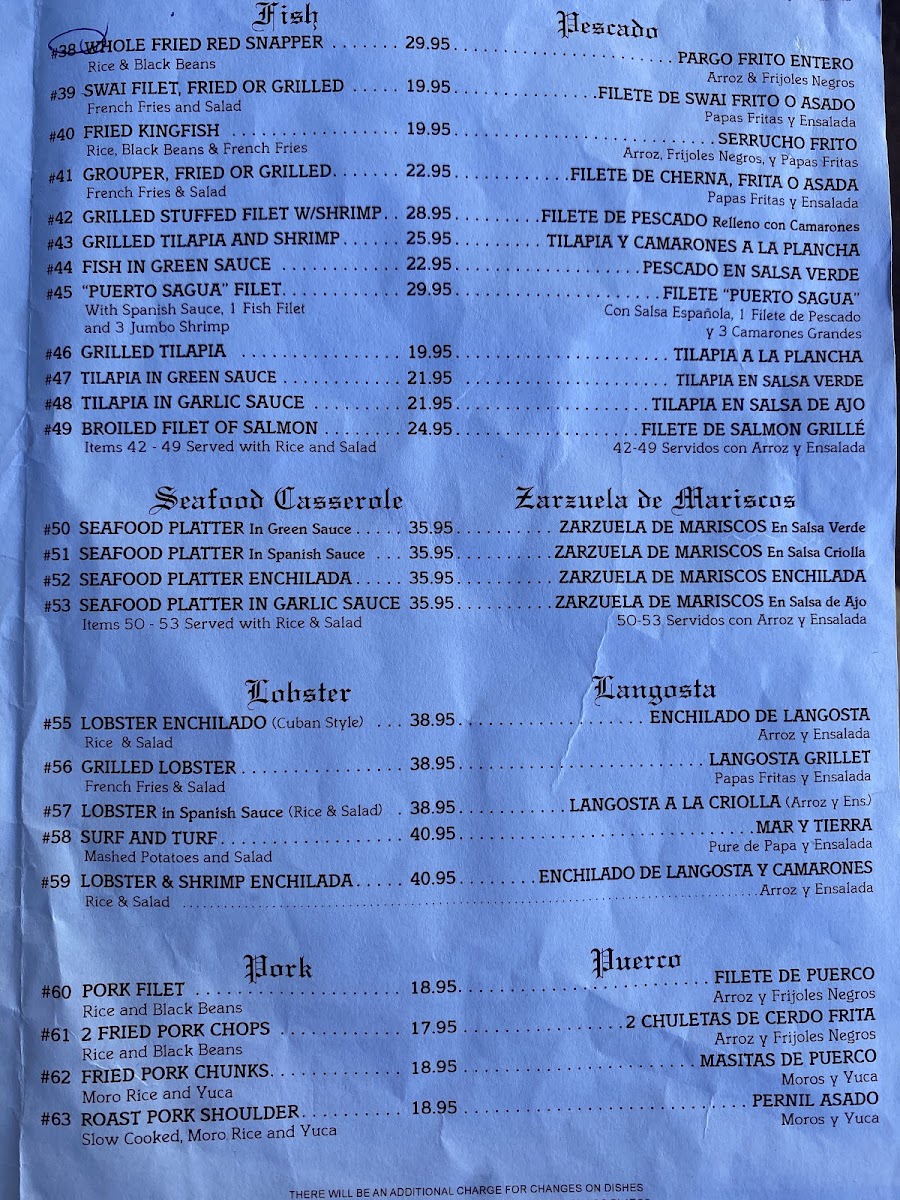 Fish Pescado
#38 WHOLE FRIED RED SNAPPER ....... 29.95 ....... PARGO FRITO ENTERO
Rice & Black Beans Arroz & Frijoles Negros
#39 SWAI FILET, FRIED OR GRILLED ..... 19.95 ....... FILETE DE SWAI FRITO O ASADO
French Fries and Salad Papas Fritas y Ensalada
#40 FRIED KINGFISH ....... 19.95 ....... SERRUCHO FRITO
Rice, Black Beans & French Fries Arroz, Frijoles Negros, y Papas Fritas
#41 GROUPER, FRIED OR GRILLED....... 22.95 ....... FILETE DE CHERNA, FRITA O ASADA
French Fries & Salad Papas Fritas y Ensalada
#42 GRILLED STUFFED FILET W/SHRIMP.. 28.95 ....... FILETE DE PESCADO Relleno con Camarones
#43 GRILLED TILAPIA AND SHRIMP...... 25.95 ....... TILAPIA Y CAMARONES A LA PLANCHA
#44 FISH IN GREEN SAUCE ....... 22.95 ....... PESCADO EN SALSA VERDE
#45 “PUERTO SAGUA” FILET....... 29.95 ....... FILETE “PUERTO SAGUA”
With Spanish Sauce, 1 Fish Filet Con Salsa Española, 1 Filete de Pescado
and 3 Jumbo Shrimp y 3 Camarones Grandes
#46 GRILLED TILAPIA ....... 19.95 ....... TILAPIA A LA PLANCHA
#47 TILAPIA IN GREEN SAUCE ....... 21.95 ....... TILAPIA EN SALSA VERDE
#48 TILAPIA IN GARLIC SAUCE ....... 21.95 ....... TILAPIA EN SALSA DE AJO
#49 BROILED FILET OF SALMON ....... 24.95 ....... FILETE DE SALMON GRILLÉ
Items 42 - 49 Served with Rice and Salad 42-49 Servidos con Arroz y Ensalada
Seafood Casserole Zarzuela de Mariscos
#50 SEAFOOD PLATTER In Green Sauce ..... 35.95 ....... ZARZUELA DE MARISCOS En Salsa Verde
#51 SEAFOOD PLATTER In Spanish Sauce ... 35.95 ....... ZARZUELA DE MARISCOS En Salsa Criolla
#52 SEAFOOD PLATTER ENCHILADA ..... 35.95 ....... ZARZUELA DE MARISCOS ENCHILADA
#53 SEAFOOD PLATTER IN GARLIC SAUCE 35.95 ....... ZARZUELA DE MARISCOS En Salsa de Ajo
Items 50 - 53 Served with Rice & Salad 50-53 Servidos con Arroz y Ensalada
Lobster Langosta
#55 LOBSTER ENCHILADO (Cuban Style) ... 38.95 ....... ENCHILADO DE LANGOSTA
Rice & Salad Arroz y Ensalada
#56 GRILLED LOBSTER ....... 38.95 ....... LANGOSTA GRILLET
French Fries & Salad Papas Fritas y Ensalada
#57 LOBSTER in Spanish Sauce (Rice & Salad) . 38.95 ....... LANGOSTA A LA CRIOLLA (Arroz y Ens.)
#58 SURF AND TURF ....... 40.95 ....... MAR Y TIERRA
Mashed Potatoes and Salad Pure de Papa y Ensalada
#59 LOBSTER & SHRIMP ENCHILADA ..... 40.95 ....... ENCHILADO DE LANGOSTA Y CAMARONES
Rice & Salad ....... Arroz y Ensalada
Pork Puerco
#60 PORK FILET ....... 18.95 ....... FILETE DE PUERCO
Rice and Black Beans Arroz y Frijoles Negros
#61 2 FRIED PORK CHOPS ....... 17.95 ....... 2 CHULETAS DE CERDO FRITA
Rice and Black Beans Arroz y Frijoles Negros
#62 FRIED PORK CHUNKS ....... 18.95 ....... MASITAS DE PUERCO
Moro Rice and Yuca Moros y Yuca
#63 ROAST PORK SHOULDER ....... 18.95 ....... PERNIL ASADO
Slow Cooked, Moro Rice and Yuca Moros y Yuca
THERE WILL BE AN ADDITIONAL CHARGE FOR CHANGES ON DISHES